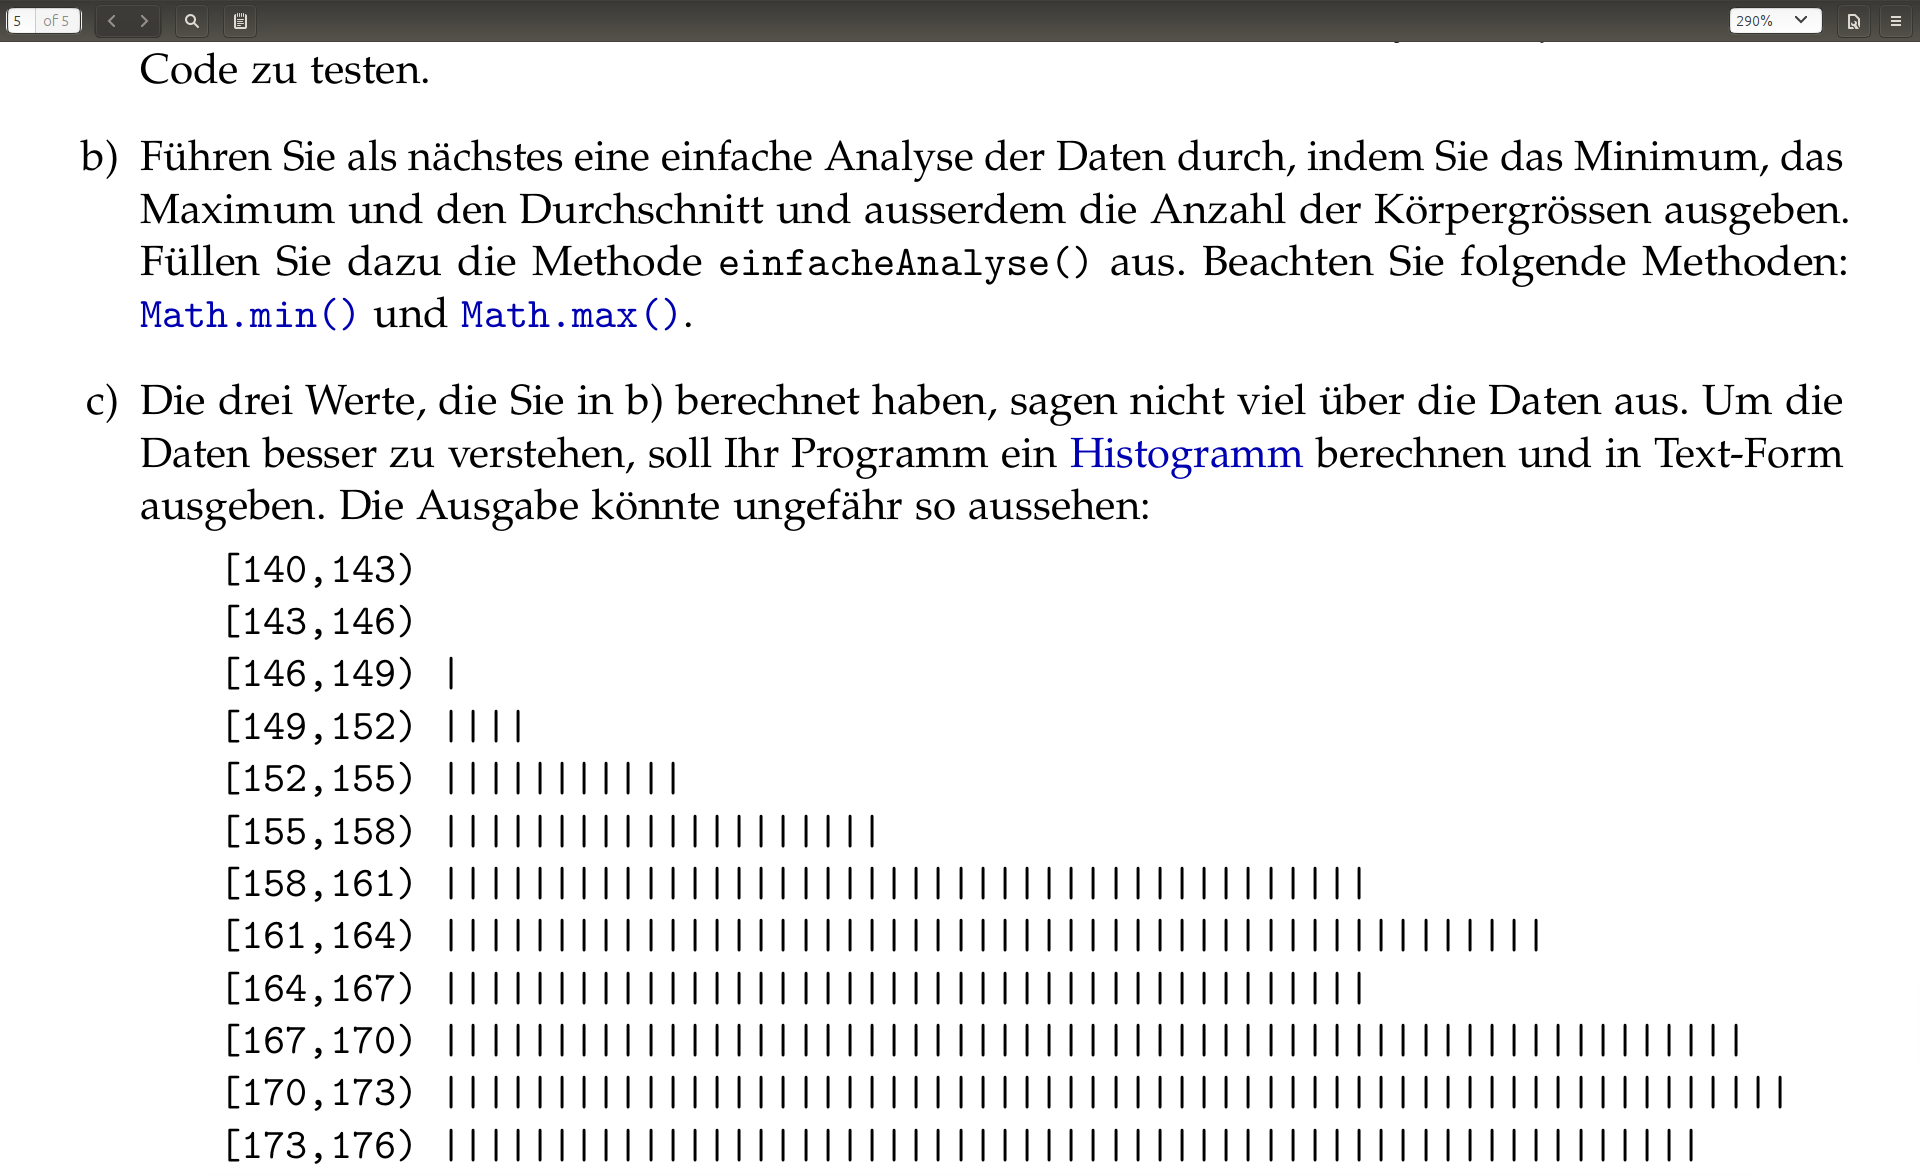 5 of 5
290%
Code zu testen.
b) Führen Sie als nächstes eine einfache Analyse der Daten durch, indem Sie das Minimum, das
Maximum und den Durchschnitt und ausserdem die Anzahl der Körpergrössen ausgeben.
Füllen Sie dazu die Methode einfacheAnalyse() aus. Beachten Sie folgende Methoden:
Math.min() und Math.max().
c) Die drei Werte, die Sie in b) berechnet haben, sagen nicht viel über die Daten aus. Um die
Daten besser zu verstehen, soll Ihr Programm ein Histogramm berechnen und in Text-Form
ausgeben. Die Ausgabe könnte ungefähr so aussehen:
[140,143)
[143,146)
[146,149) |
[149,152) ||||
[152,155) |||||||||||
[155,158) ||||||||||||||||||||
[158,161) ||||||||||||||||||||||||||||||||||||||||||
[161,164) ||||||||||||||||||||||||||||||||||||||||||||||||||
[164,167) ||||||||||||||||||||||||||||||||||||||||||
[167,170) |||||||||||||||||||||||||||||||||||||||||||||||||||||||||||
[170,173) |||||||||||||||||||||||||||||||||||||||||||||||||||||||||||||
[173,176) |||||||||||||||||||||||||||||||||||||||||||||||||||||||||